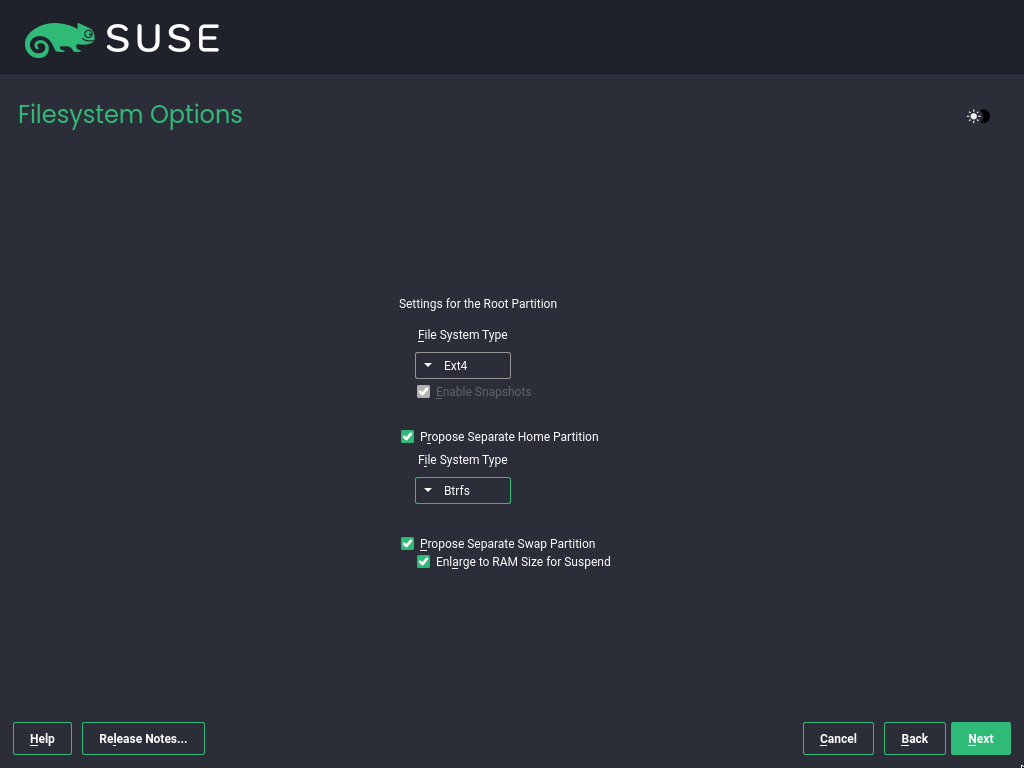 SUSE
Filesystem Options
Settings for the Root Partition
File System Type
Ext4
Enable Snapshots
Propose Separate Home Partition
File System Type
Btrfs
Propose Separate Swap Partition
Enlarge to RAM Size for Suspend
Help Release Notes... Cancel Back Next